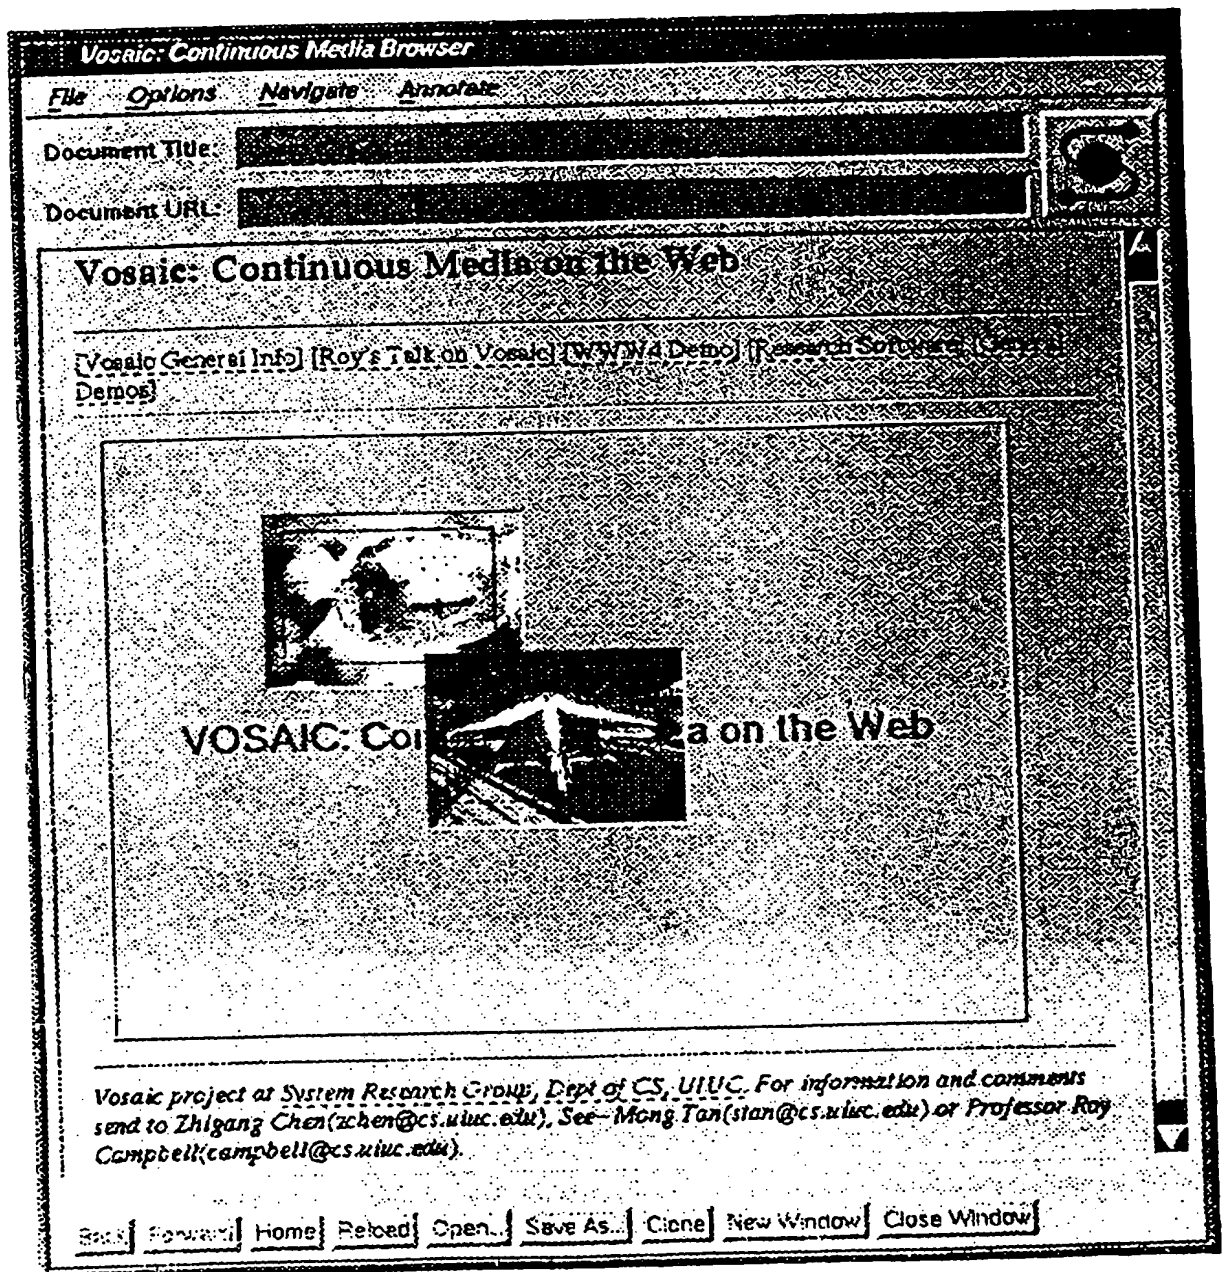 Vosaic: Continuous Media Browser
File Options Navigate Annotate
Document Title:
Document URL:
Vosaic: Continuous Media on the Web
[Vosaic General Info] [Roy's Talk on Vosaic] [WWW4 Demo] [Research Software] [General
Demos]
VOSAIC: Con a on the Web
Vosaic project at System Research Group, Dept of CS, UIUC. For information and comments
send to Zhigang Chen(zchen@cs.uiuc.edu), See-Mong Tan(stan@cs.uiuc.edu) or Professor Roy
Campbell(campbell@cs.uiuc.edu).
Back Forward Home Reload Open... Save As... Clone New Window Close Window